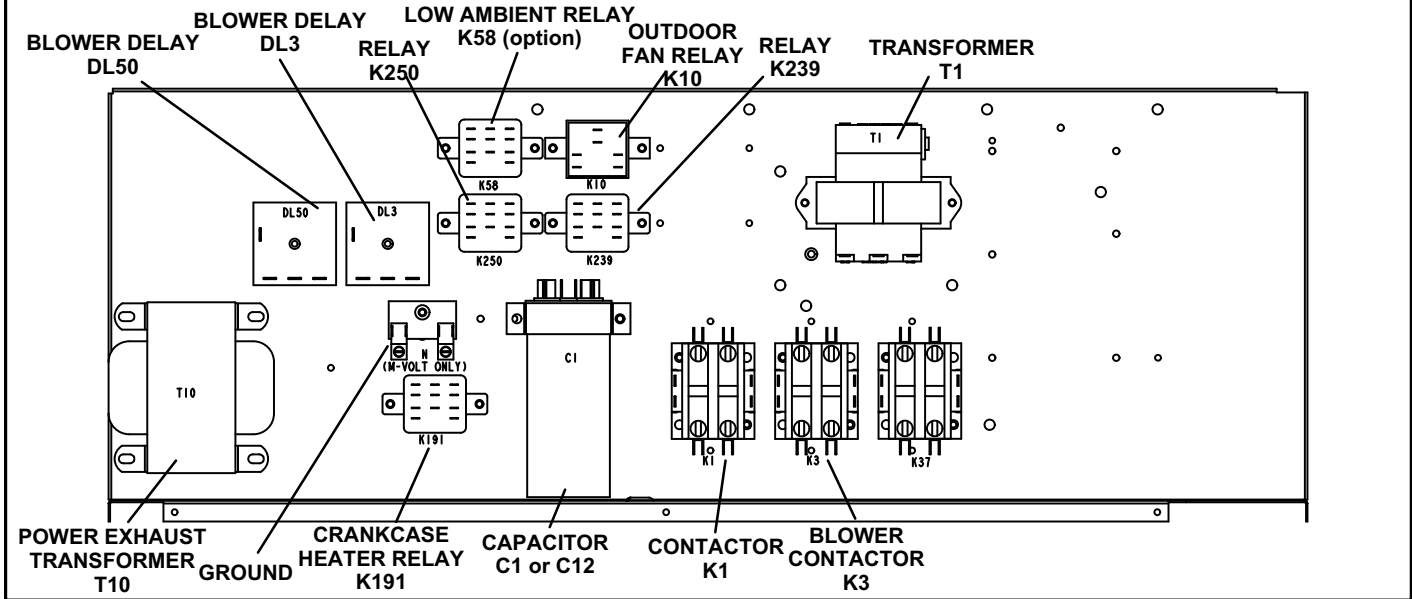 BLOWER DELAY
DL50
BLOWER DELAY
DL3
RELAY
K250
LOW AMBIENT RELAY
K58 (option)
OUTDOOR
FAN RELAY
K10
RELAY
K239
TRANSFORMER
T1
T1
K58
K10
DL50
DL3
K250
K239
T10
N
(M-VOLT ONLY)
K191
C1
K1
K3
K37
POWER EXHAUST
TRANSFORMER
T10
GROUND
CRANKCASE
HEATER RELAY
K191
CAPACITOR
C1 or C12
CONTACTOR
K1
BLOWER
CONTACTOR
K3